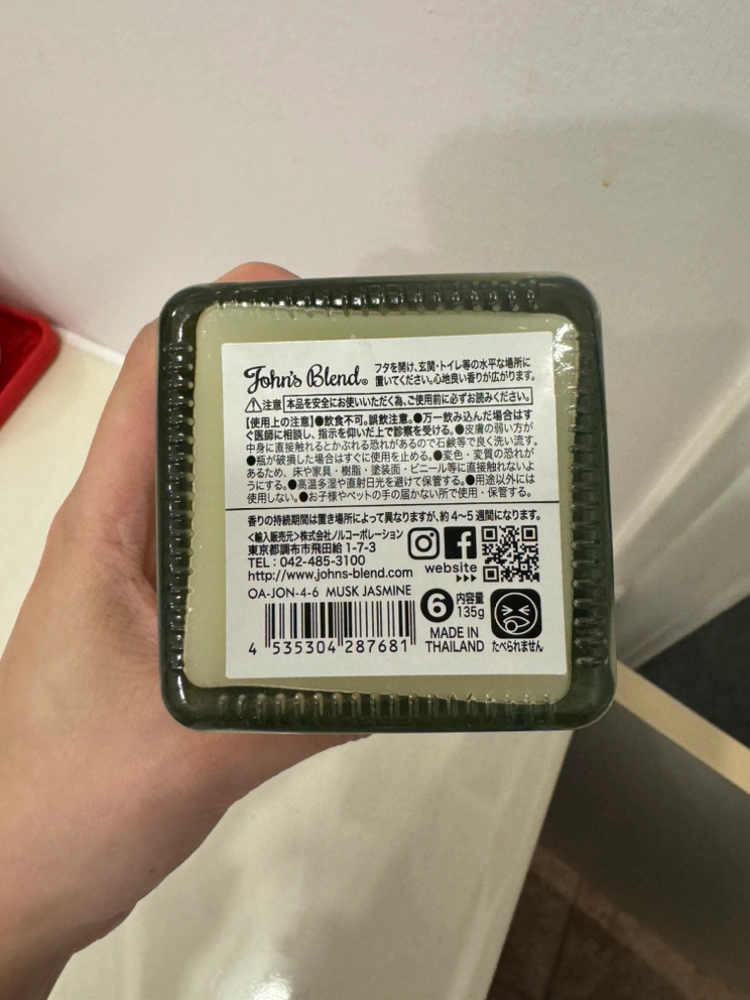 John's Blend®
フタを開け、玄関・トイレ等の水平な場所に
置いてください。心地良い香りが広がります。
⚠注意 本品を安全にお使いいただく為、ご使用前に必ずお読みください。
【使用上の注意】●飲食不可。誤飲注意。●万一飲み込んだ場合はす
ぐ医師に相談し、指示を仰いだ上で診察を受ける。●皮膚の弱い方が
中身に直接触れるとかぶれる恐れがあるので石鹸等で良く洗い流す。
●瓶が破損した場合はすぐに使用を止める。●変色・変質の恐れが
あるため、床や家具・樹脂・塗装面・ビニール等に直接触れないよ
うにする。●高温多湿や直射日光を避けて保管する。●用途以外には
使用しない。●お子様やペットの手の届かない所で使用・保管する。
香りの持続期間は置き場所によって異なりますが、約4〜5週間になります。
<輸入販売元>株式会社ノルコーポレーション
東京都調布市飛田給 1-7-3
TEL : 042-485-3100
http://www.johns-blend.com
website
OA-JON-4-6 MUSK JASMINE
4 535304 287681
6 内容量
135g
MADE IN
THAILAND
たべられません